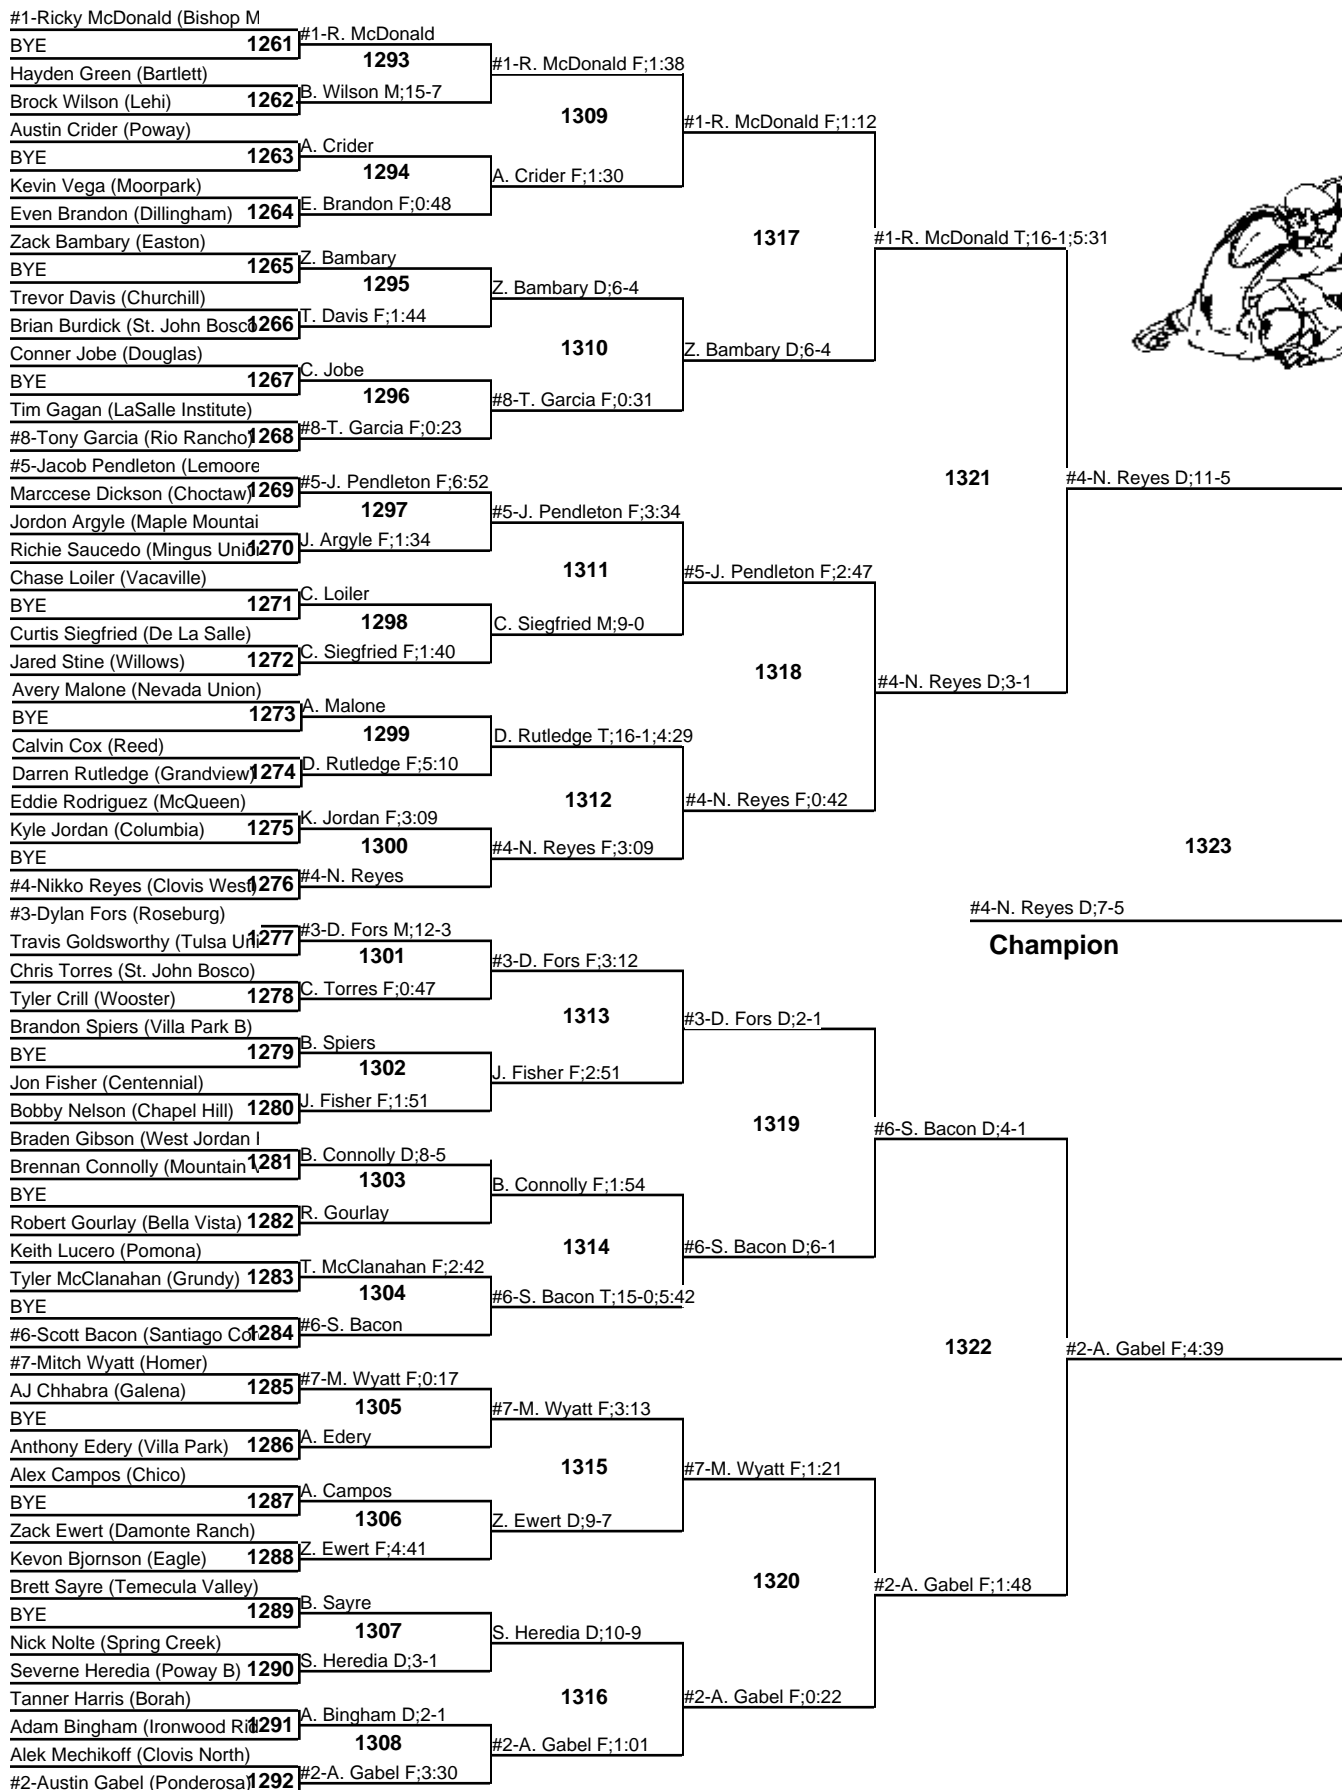 #1-Ricky McDonald (Bishop M
BYE
1261
#1-R. McDonald
1293
Hayden Green (Bartlett)
Brock Wilson (Lehi)
1262
B. Wilson M;15-7
#1-R. McDonald F;1:38
1309
Austin Crider (Poway)
BYE
1263
A. Crider
1294
Kevin Vega (Moorpark)
Even Brandon (Dillingham)
1264
E. Brandon F;0:48
A. Crider F;1:30
#1-R. McDonald F;1:12
1317
Zack Bambary (Easton)
BYE
1265
Z. Bambary
1295
Trevor Davis (Churchill)
Brian Burdick (St. John Bosco
1266
T. Davis F;1:44
Z. Bambary D;6-4
1310
Conner Jobe (Douglas)
BYE
1267
C. Jobe
1296
Tim Gagan (LaSalle Institute)
#8-Tony Garcia (Rio Rancho)
1268
#8-T. Garcia F;0:23
#8-T. Garcia F;0:31
Z. Bambary D;6-4
#1-R. McDonald T;16-1;5:31
1321
#5-Jacob Pendleton (Lemoore
Marccese Dickson (Choctaw)
1269
#5-J. Pendleton F;6:52
1297
Jordon Argyle (Maple Mountai
Richie Saucedo (Mingus Union
1270
J. Argyle F;1:34
#5-J. Pendleton F;3:34
1311
Chase Loiler (Vacaville)
BYE
1271
C. Loiler
1298
Curtis Siegfried (De La Salle)
Jared Stine (Willows)
1272
C. Siegfried F;1:40
C. Siegfried M;9-0
#5-J. Pendleton F;2:47
1318
Avery Malone (Nevada Union)
BYE
1273
A. Malone
1299
Calvin Cox (Reed)
Darren Rutledge (Grandview)
1274
D. Rutledge F;5:10
D. Rutledge T;16-1;4:29
1312
Eddie Rodriguez (McQueen)
Kyle Jordan (Columbia)
1275
K. Jordan F;3:09
1300
BYE
#4-Nikko Reyes (Clovis West)
1276
#4-N. Reyes
#4-N. Reyes F;3:09
#4-N. Reyes F;0:42
#4-N. Reyes D;3-1
#4-N. Reyes D;11-5
1323
#4-N. Reyes D;7-5
Champion
#3-Dylan Fors (Roseburg)
Travis Goldsworthy (Tulsa Uni
1277
#3-D. Fors M;12-3
1301
Chris Torres (St. John Bosco)
Tyler Crill (Wooster)
1278
C. Torres F;0:47
#3-D. Fors F;3:12
1313
Brandon Spiers (Villa Park B)
BYE
1279
B. Spiers
1302
Jon Fisher (Centennial)
Bobby Nelson (Chapel Hill)
1280
J. Fisher F;1:51
J. Fisher F;2:51
#3-D. Fors D;2-1
1319
Braden Gibson (West Jordan I
Brennan Connolly (Mountain V
1281
B. Connolly D;8-5
1303
BYE
Robert Gourlay (Bella Vista)
1282
R. Gourlay
B. Connolly F;1:54
1314
Keith Lucero (Pomona)
Tyler McClanahan (Grundy)
1283
T. McClanahan F;2:42
1304
BYE
#6-Scott Bacon (Santiago Cor
1284
#6-S. Bacon
#6-S. Bacon T;15-0;5:42
#6-S. Bacon D;6-1
#6-S. Bacon D;4-1
1322
#7-Mitch Wyatt (Homer)
AJ Chhabra (Galena)
1285
#7-M. Wyatt F;0:17
1305
BYE
Anthony Edery (Villa Park)
1286
A. Edery
#7-M. Wyatt F;3:13
1315
Alex Campos (Chico)
BYE
1287
A. Campos
1306
Zack Ewert (Damonte Ranch)
Kevon Bjornson (Eagle)
1288
Z. Ewert F;4:41
Z. Ewert D;9-7
#7-M. Wyatt F;1:21
1320
Brett Sayre (Temecula Valley)
BYE
1289
B. Sayre
1307
Nick Nolte (Spring Creek)
Severne Heredia (Poway B)
1290
S. Heredia D;3-1
S. Heredia D;10-9
1316
Tanner Harris (Borah)
Adam Bingham (Ironwood Rid
1291
A. Bingham D;2-1
1308
Alek Mechikoff (Clovis North)
#2-Austin Gabel (Ponderosa)
1292
#2-A. Gabel F;3:30
#2-A. Gabel F;1:01
#2-A. Gabel F;0:22
#2-A. Gabel F;1:48
#2-A. Gabel F;4:39